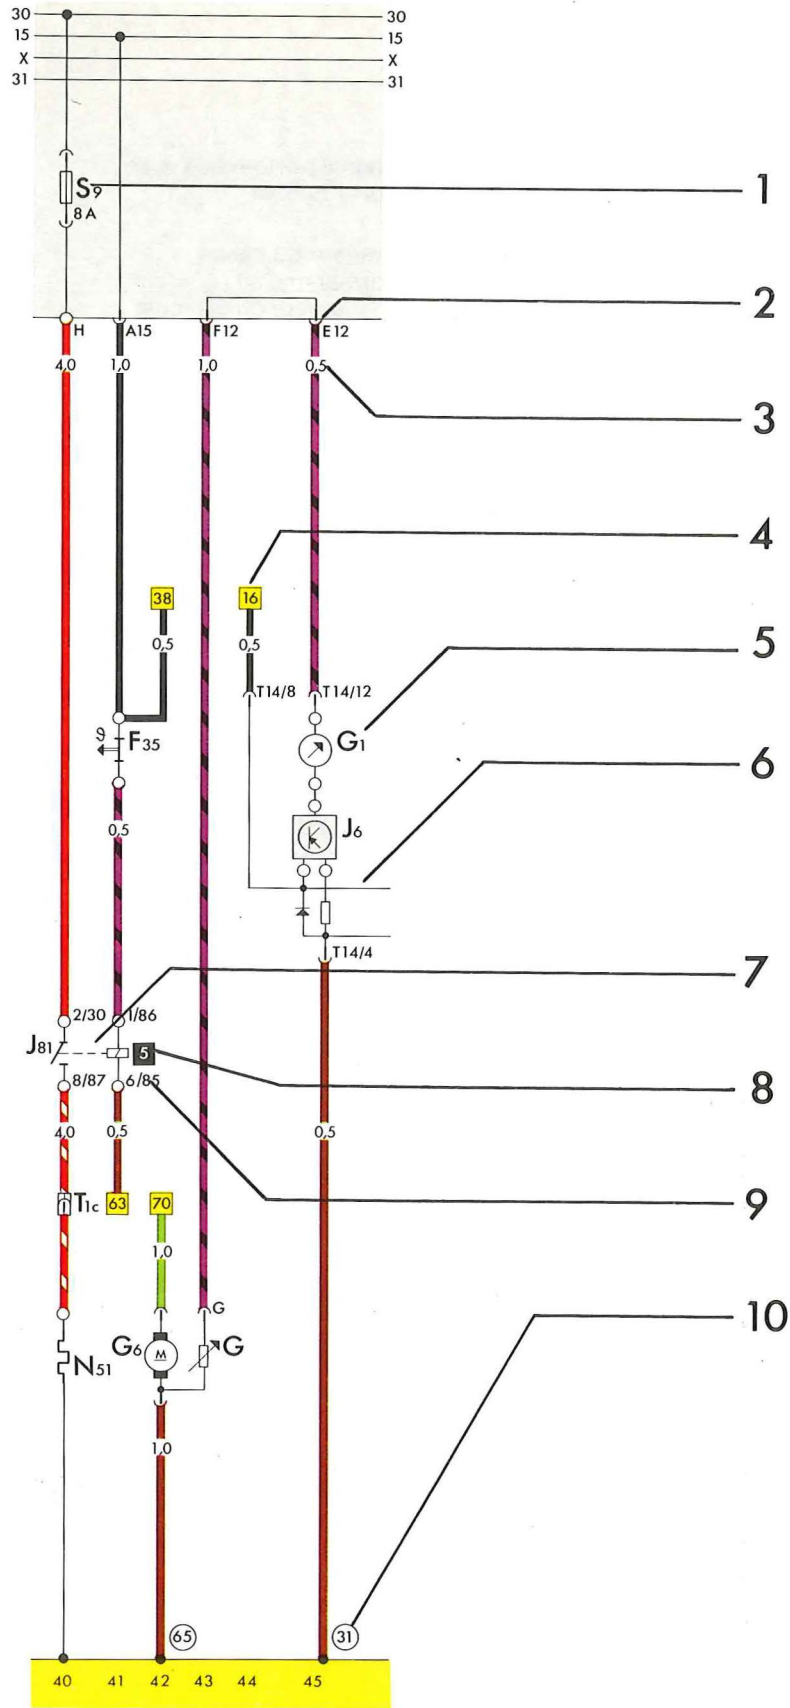 30 30
15 15
X X
31 31
S9 1
8 A
2
H A15 F12 E12
4,0 1,0 1,0 0,5
3
4
38 16
0,5 0,5
5
T14/8 T14/12
ϑ F35 G1
6
0,5 J6
T14/4
7
2/30 1/86
J81 5
8/87 6/85 8
4,0 0,5 0,5
T1c 63 70 9
1,0
G
10
G6 M G
N51
1,0
65 31
40 41 42 43 44 45